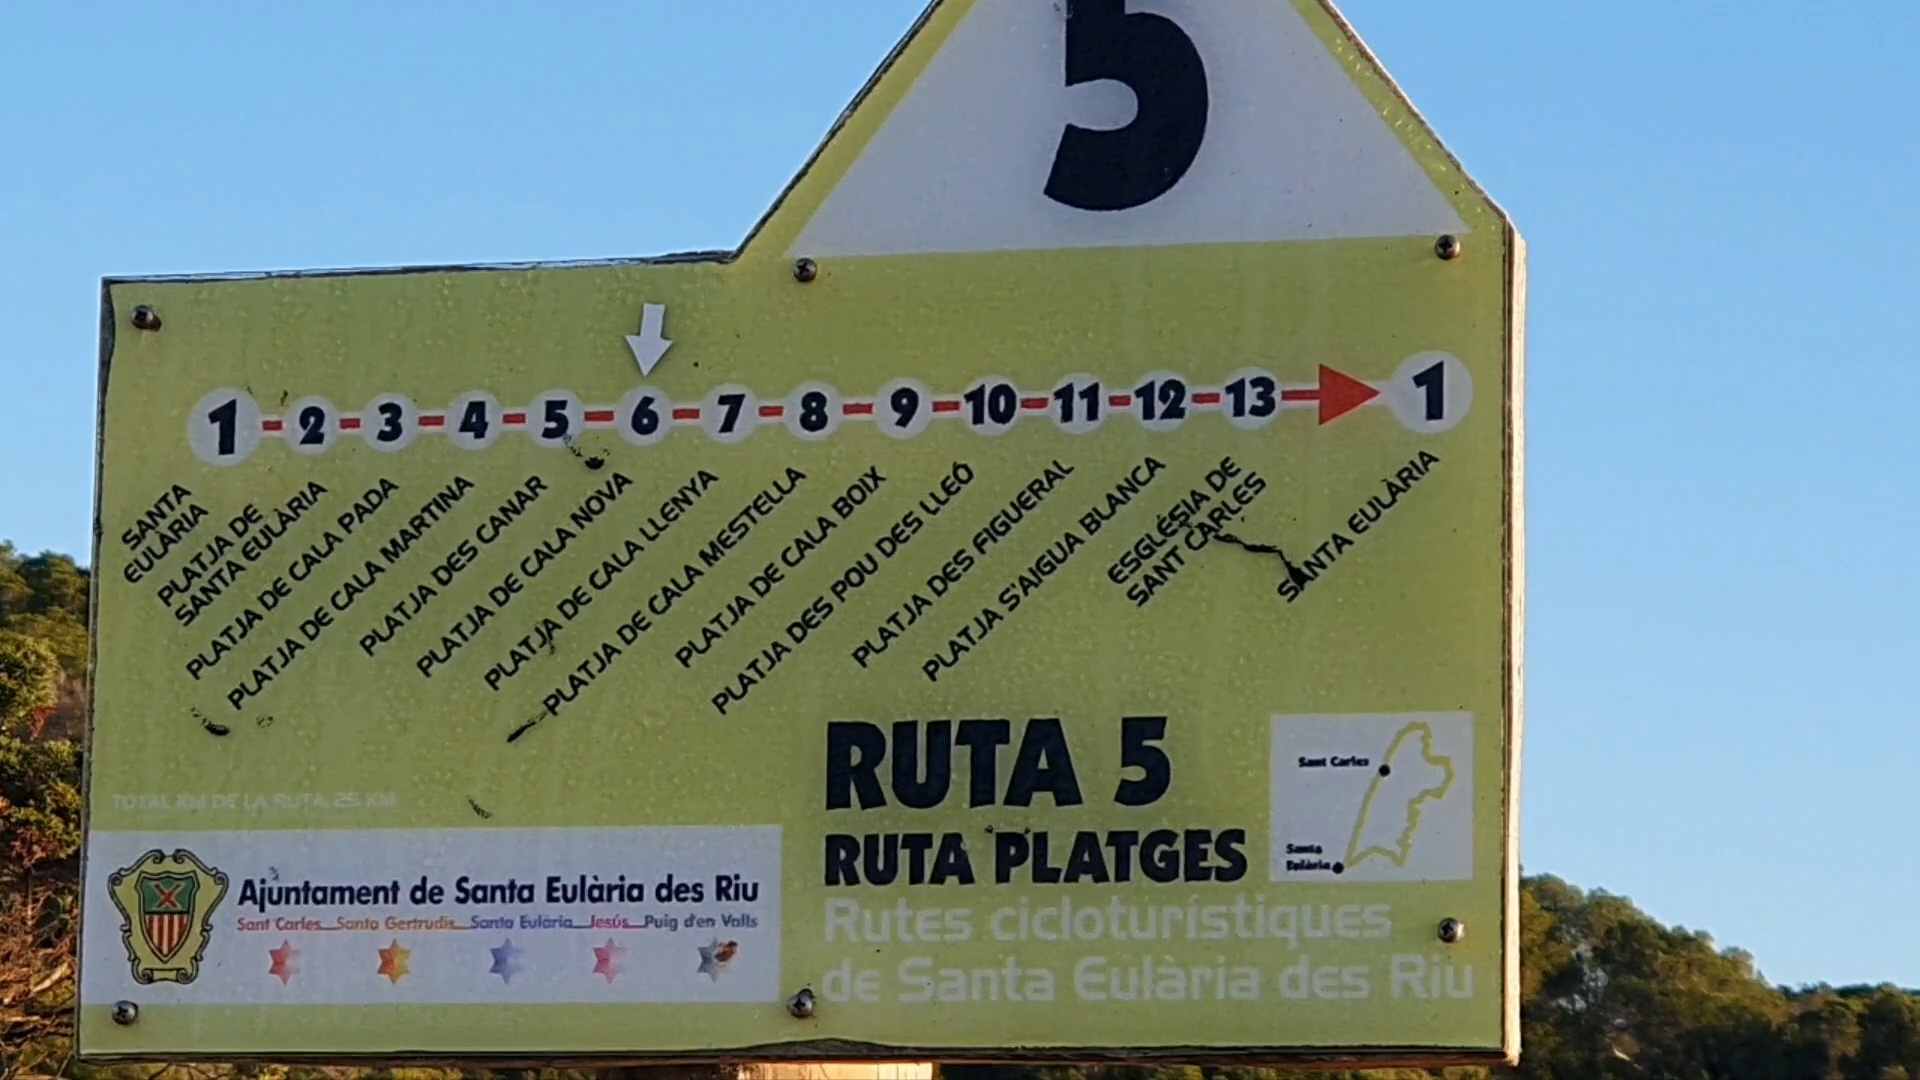 5
1 2 3 4 5 6 7 8 9 10 11 12 13 1
SANTA
EULÀRIA
PLATJA DE
SANTA EULÀRIA
PLATJA DE CALA PADA
PLATJA DE CALA MARTINA
PLATJA DES CANAR
PLATJA DE CALA NOVA
PLATJA DE CALA LLENYA
PLATJA DE CALA MESTELLA
PLATJA DE CALA BOIX
PLATJA DES POU DES LLEÓ
PLATJA DES FIGUERAL
PLATJA S'AIGUA BLANCA
ESGLÉSIA DE
SANT CARLES
SANTA EULÀRIA
TOTAL KM DE LA RUTA: 25 KM
RUTA 5
RUTA PLATGES
Rutes cicloturístiques
de Santa Eulària des Riu
Sant Carles
Santa
Eulària
Ajuntament de Santa Eulària des Riu
Sant Carles Santa Gertrudis Santa Eulària Jesús Puig d'en Valls